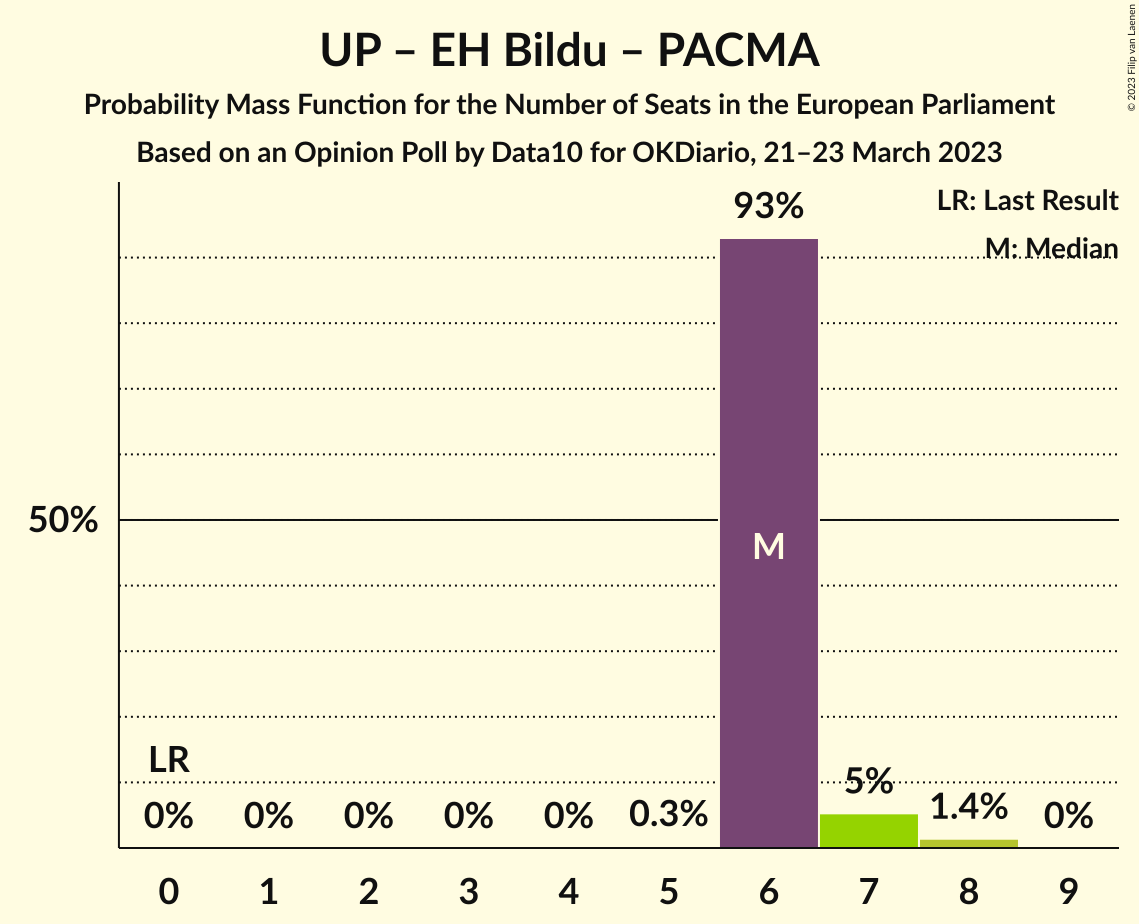 UP – EH Bildu – PACMA
Probability Mass Function for the Number of Seats in the European Parliament
Based on an Opinion Poll by Data10 for OKDiario, 21–23 March 2023
© 2023 Filip van Laenen
LR: Last Result
M: Median
93%
50%
M
LR
0% 0% 0% 0% 0% 0.3% 5% 1.4% 0%
0 1 2 3 4 5 6 7 8 9